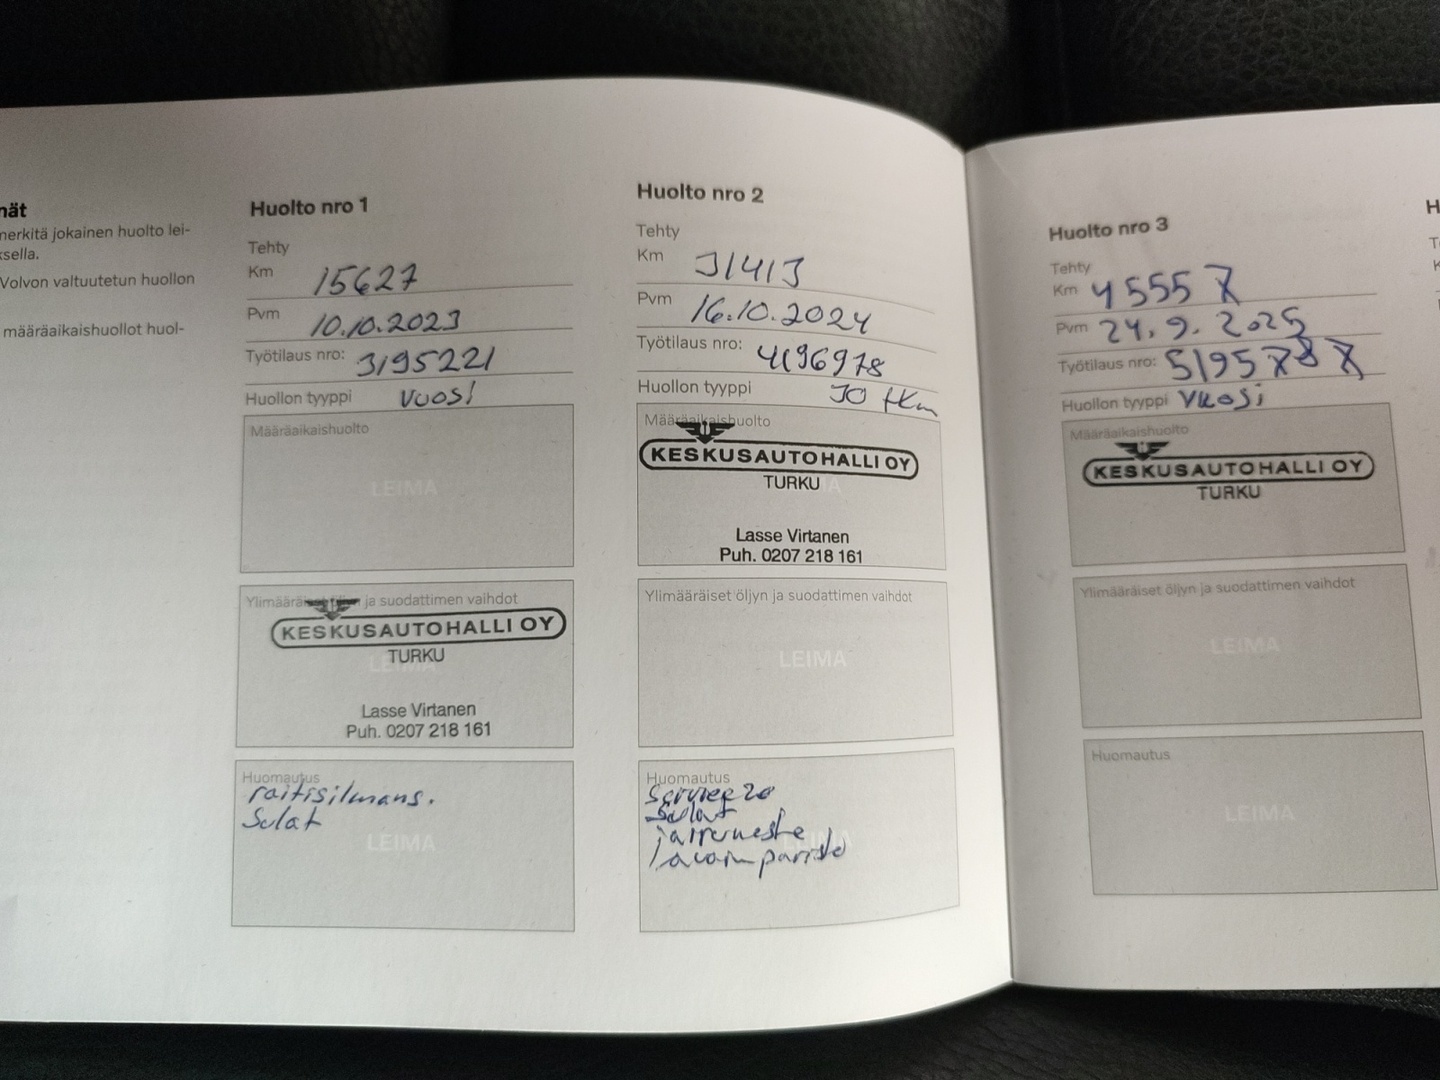 nät
nerkitä jokainen huolto lei-
ksella.
Volvon valtuutetun huollon
määräaikaishuollot huol-
Huolto nro 1
Tehty
Km 15627
Pvm 10.10.2023
Työtilaus nro: 3195221
Huollon tyyppi vuosi
Määräaikaishuolto
LEIMA
Ylimääräiset öljyn ja suodattimen vaihdot
KESKUSAUTOHALLI OY
TURKU
LEIMA
Lasse Virtanen
Puh. 0207 218 161
Huomautus
raitisilmans.
Sulat
LEIMA
Huolto nro 2
Tehty
Km 31413
Pvm 16.10.2024
Työtilaus nro: 4196978
Huollon tyyppi 30 tkm
Määräaikaishuolto
KESKUSAUTOHALLI OY
TURKU
Lasse Virtanen
Puh. 0207 218 161
Ylimääräiset öljyn ja suodattimen vaihdot
LEIMA
Huomautus
Sulat
jarruneste
Huolto nro 3
Tehty
Km 45557
Pvm 24.9.2025
Työtilaus nro: 5195787
Huollon tyyppi Vuosi
Määräaikaishuolto
KESKUSAUTOHALLI OY
TURKU
Ylimääräiset öljyn ja suodattimen vaihdot
LEIMA
Huomautus
LEIMA